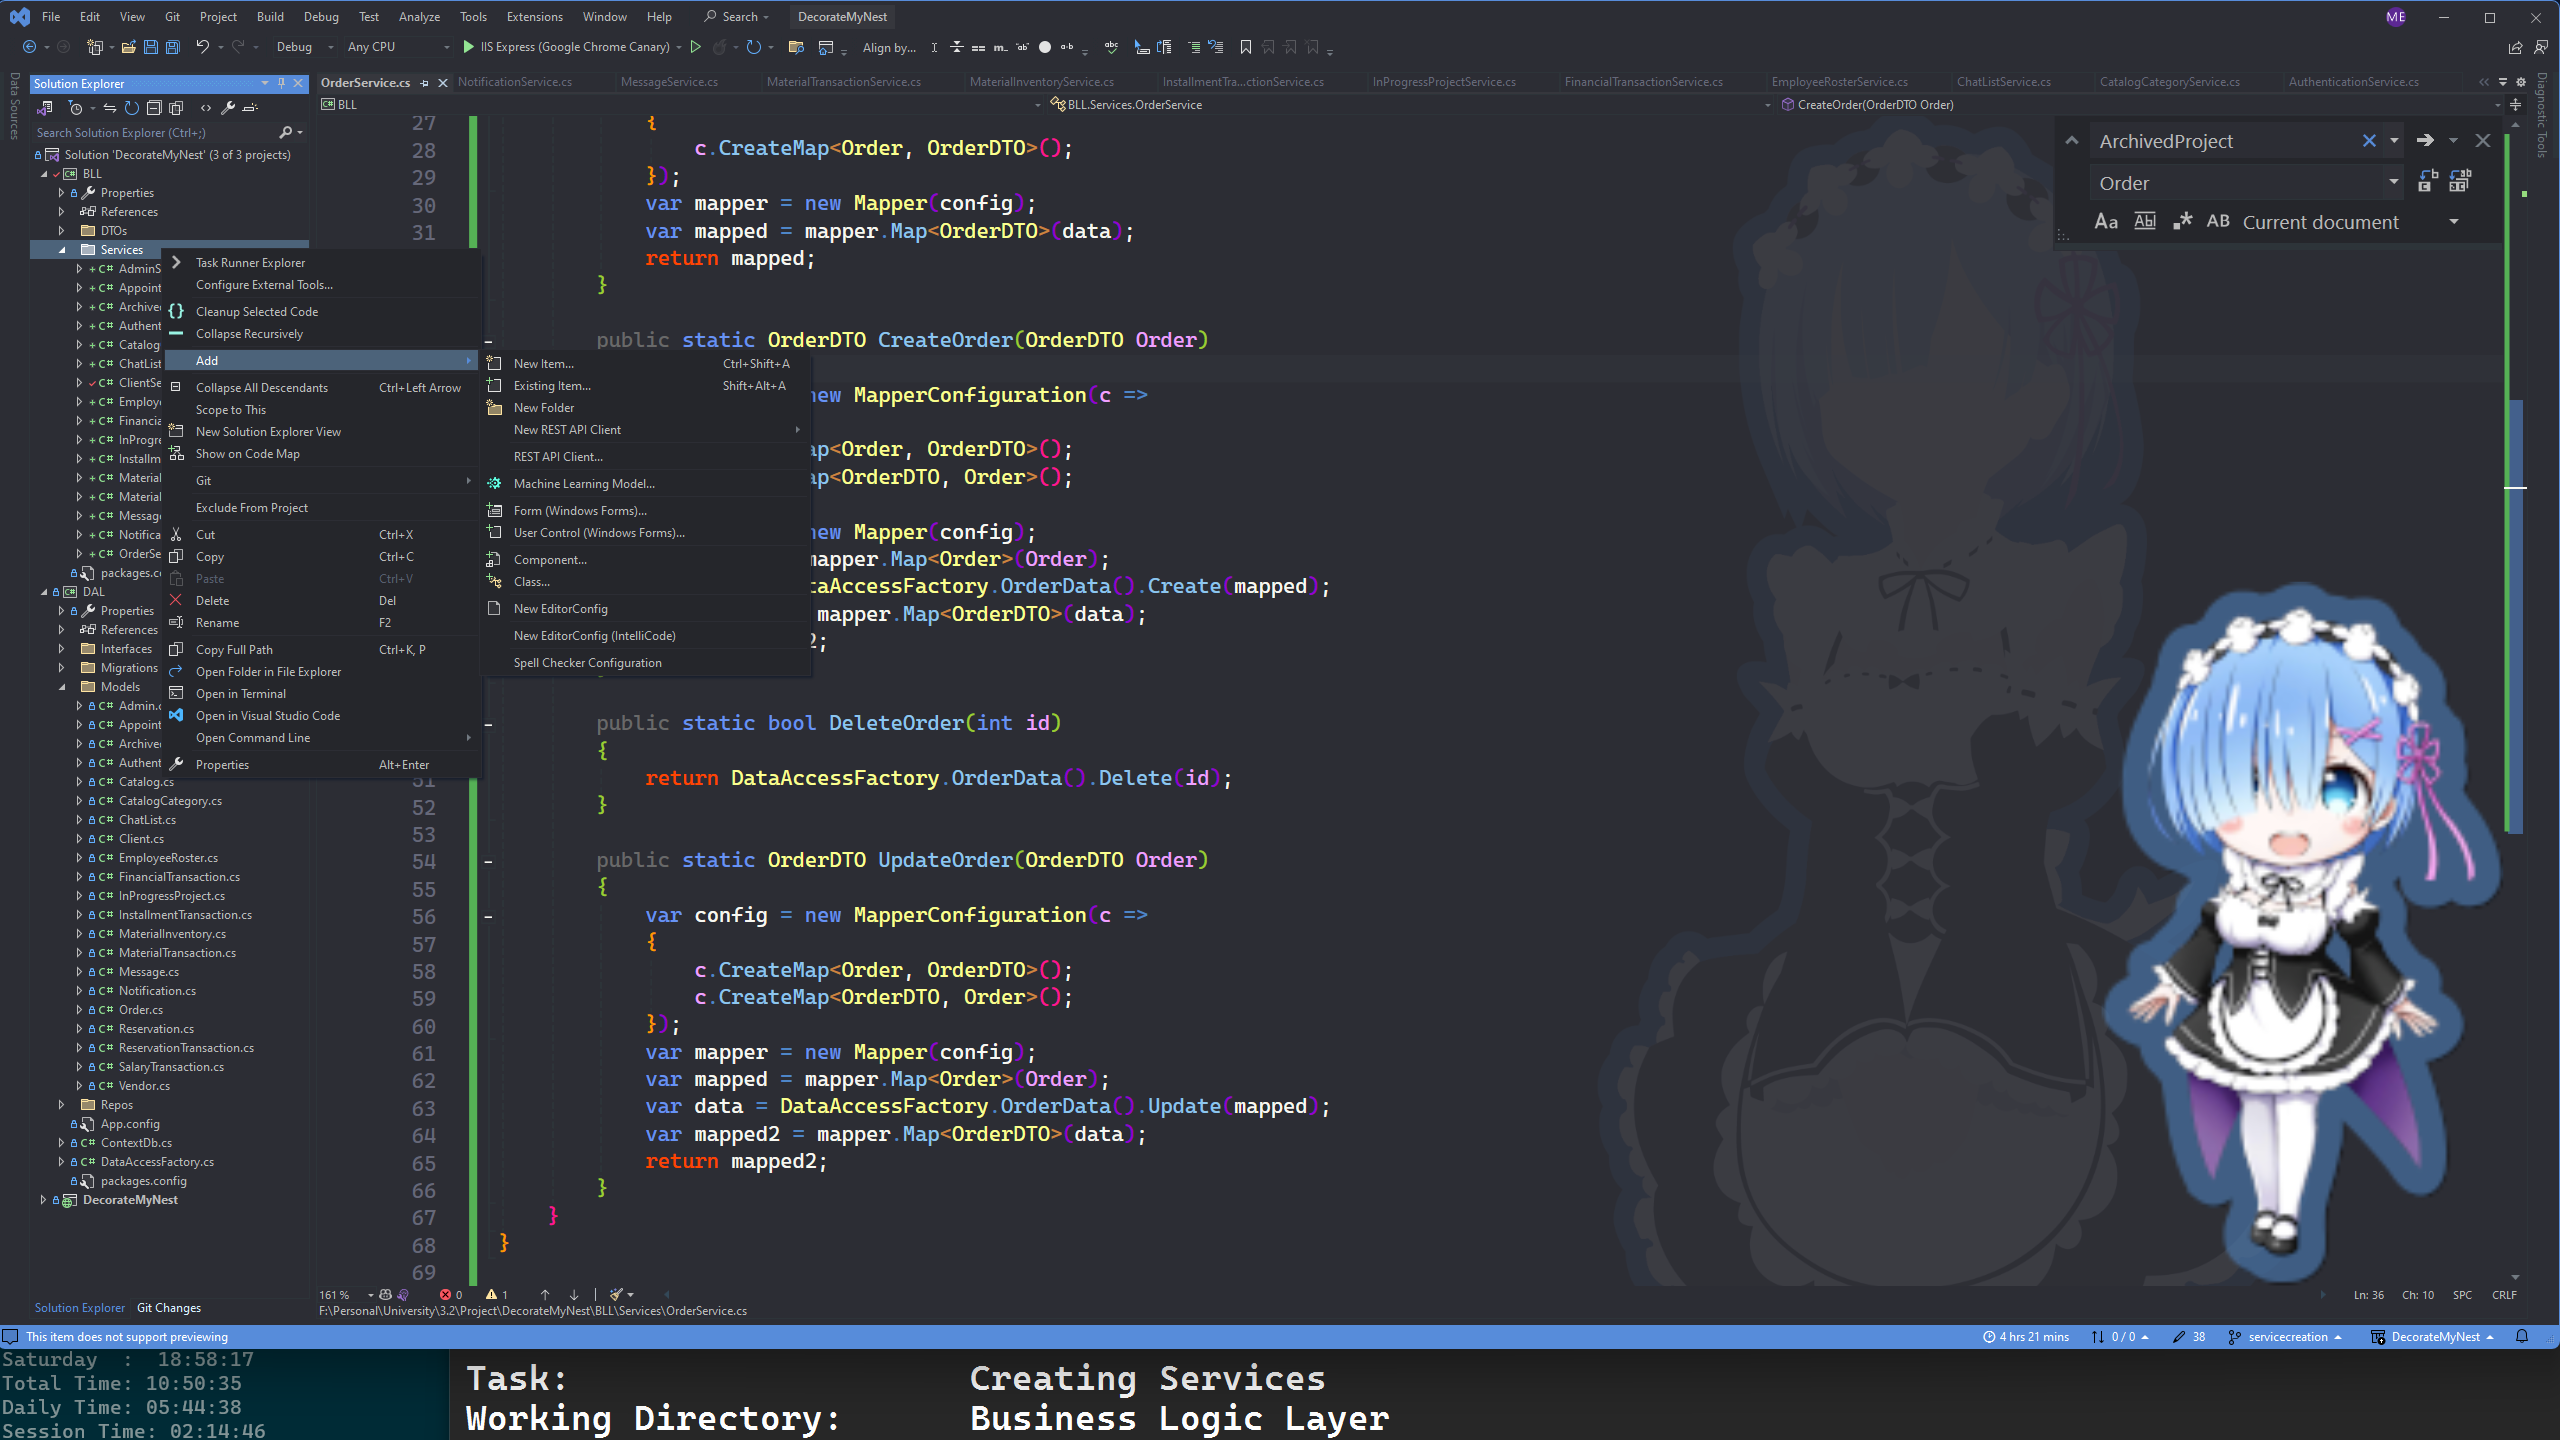 File Edit View Git Project Build Debug Test Analyze Tools Extensions Window Help Search DecorateMyNest ME
Debug Any CPU IIS Express (Google Chrome Canary) Align by...
Data Sources
Solution Explorer
Search Solution Explorer (Ctrl+;)
Solution 'DecorateMyNest' (3 of 3 projects)
BLL
Properties
References
DTOs
Services
AdminS
Appoint
Archive
Authent
Catalog
ChatList
ClientSe
Employe
Financia
InProgre
Installm
Material
Material
Message
Notifica
OrderSe
packages.co
DAL
Properties
References
Interfaces
Migrations
Models
Admin.c
Appoint
Archive
Authent
Catalog.cs
CatalogCategory.cs
ChatList.cs
Client.cs
EmployeeRoster.cs
FinancialTransaction.cs
InProgressProject.cs
InstallmentTransaction.cs
MaterialInventory.cs
MaterialTransaction.cs
Message.cs
Notification.cs
Order.cs
Reservation.cs
ReservationTransaction.cs
SalaryTransaction.cs
Vendor.cs
Repos
App.config
ContextDb.cs
DataAccessFactory.cs
packages.config
DecorateMyNest
Solution Explorer Git Changes
Task Runner Explorer
Configure External Tools...
Cleanup Selected Code
Collapse Recursively
Add
Collapse All Descendants Ctrl+Left Arrow
Scope to This
New Solution Explorer View
Show on Code Map
Git
Exclude From Project
Cut Ctrl+X
Copy Ctrl+C
Paste Ctrl+V
Delete Del
Rename F2
Copy Full Path Ctrl+K, P
Open Folder in File Explorer
Open in Terminal
Open in Visual Studio Code
Open Command Line
Properties Alt+Enter
New Item... Ctrl+Shift+A
Existing Item... Shift+Alt+A
New Folder
New REST API Client
REST API Client...
Machine Learning Model...
Form (Windows Forms)...
User Control (Windows Forms)...
Component...
Class...
New EditorConfig
New EditorConfig (IntelliCode)
Spell Checker Configuration
OrderService.cs NotificationService.cs MessageService.cs MaterialTransactionService.cs MaterialInventoryService.cs InstallmentTra...ctionService.cs InProgressProjectService.cs FinancialTransactionService.cs EmployeeRosterService.cs ChatListService.cs CatalogCategoryService.cs AuthenticationService.cs
BLL BLL.Services.OrderService CreateOrder(OrderDTO Order)
Diagnostic Tools
ArchivedProject
Order
Aa Abl .* AB Current document
27 {
28 c.CreateMap<Order, OrderDTO>();
29 });
30 var mapper = new Mapper(config);
31 var mapped = mapper.Map<OrderDTO>(data);
return mapped;
}
public static OrderDTO CreateOrder(OrderDTO Order)
new MapperConfiguration(c =>
ap<Order, OrderDTO>();
ap<OrderDTO, Order>();
new Mapper(config);
mapper.Map<Order>(Order);
taAccessFactory.OrderData().Create(mapped);
mapper.Map<OrderDTO>(data);
2;
public static bool DeleteOrder(int id)
{
51 return DataAccessFactory.OrderData().Delete(id);
52 }
53
54 public static OrderDTO UpdateOrder(OrderDTO Order)
55 {
56 var config = new MapperConfiguration(c =>
57 {
58 c.CreateMap<Order, OrderDTO>();
59 c.CreateMap<OrderDTO, Order>();
60 });
61 var mapper = new Mapper(config);
62 var mapped = mapper.Map<Order>(Order);
63 var data = DataAccessFactory.OrderData().Update(mapped);
64 var mapped2 = mapper.Map<OrderDTO>(data);
65 return mapped2;
66 }
67 }
68 }
69
161 % 0 1 Ln: 36 Ch: 10 SPC CRLF
F:\Personal\University\3.2\Project\DecorateMyNest\BLL\Services\OrderService.cs
This item does not support previewing 4 hrs 21 mins 0 / 0 38 servicecreation DecorateMyNest
Saturday : 18:58:17
Total Time: 10:50:35
Daily Time: 05:44:38
Session Time: 02:14:46
Task: Creating Services
Working Directory: Business Logic Layer